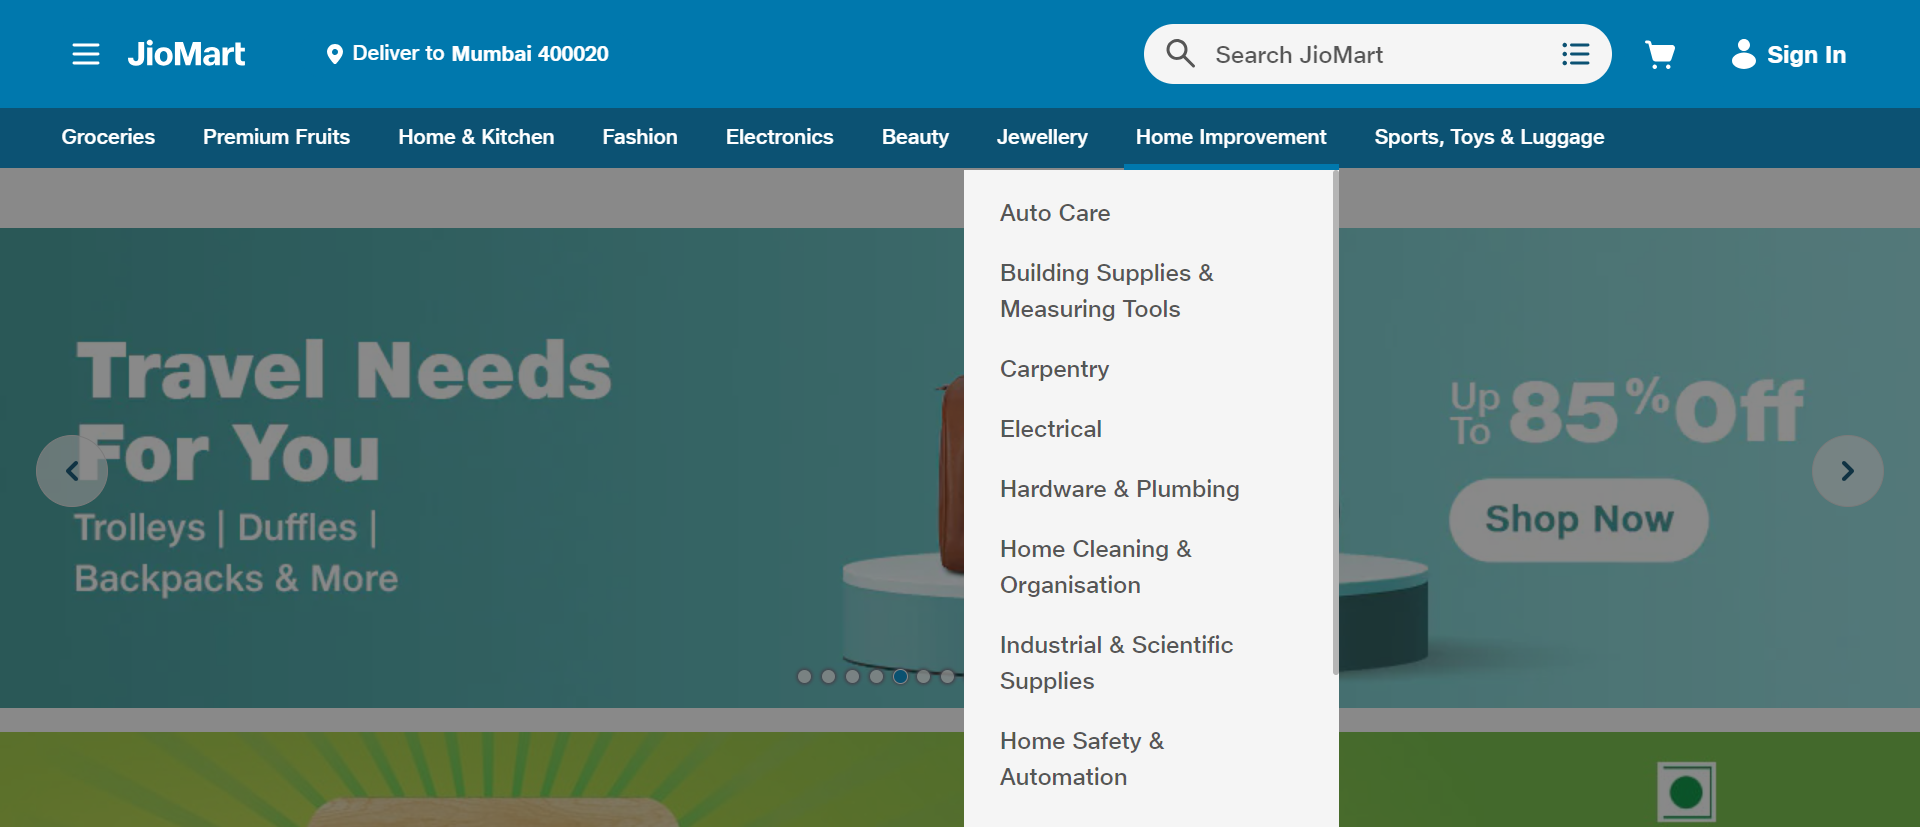 JioMart
Deliver to Mumbai 400020
Search JioMart
Sign In
Groceries
Premium Fruits
Home & Kitchen
Fashion
Electronics
Beauty
Jewellery
Home Improvement
Sports, Toys & Luggage
Auto Care
Building Supplies &
Measuring Tools
Carpentry
Electrical
Hardware & Plumbing
Home Cleaning &
Organisation
Industrial & Scientific
Supplies
Home Safety &
Automation
Travel Needs
For You
Trolleys | Duffles |
Backpacks & More
Up
To
85% Off
Shop Now